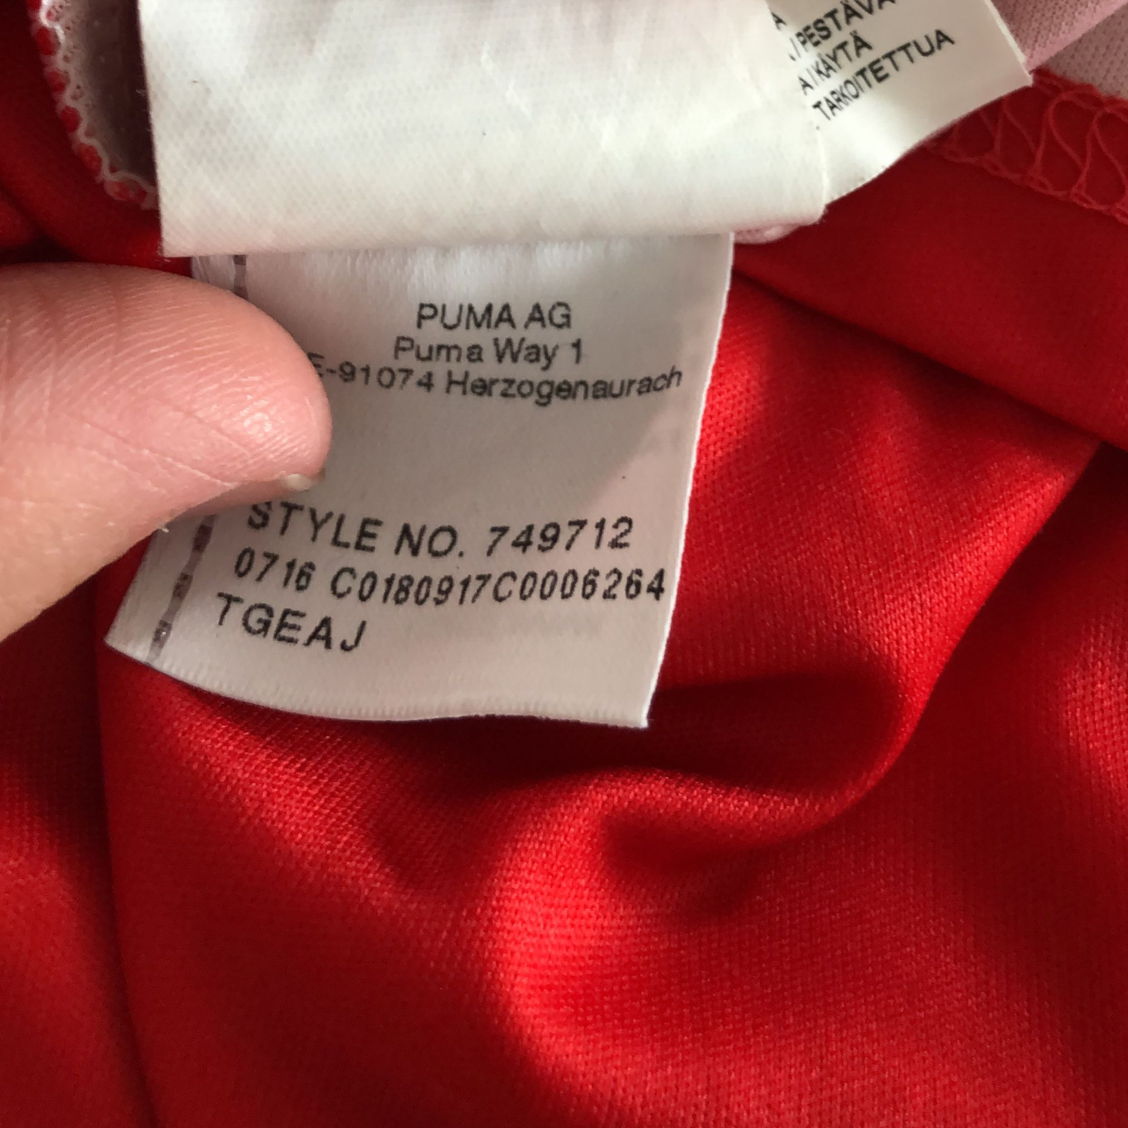 PESTÄVÄ
KÄYTÄ
TARKOITETTUA
PUMA AG
Puma Way 1
E-91074 Herzogenaurach
STYLE NO. 749712
0716 C0180917C0006264
TGEAJ